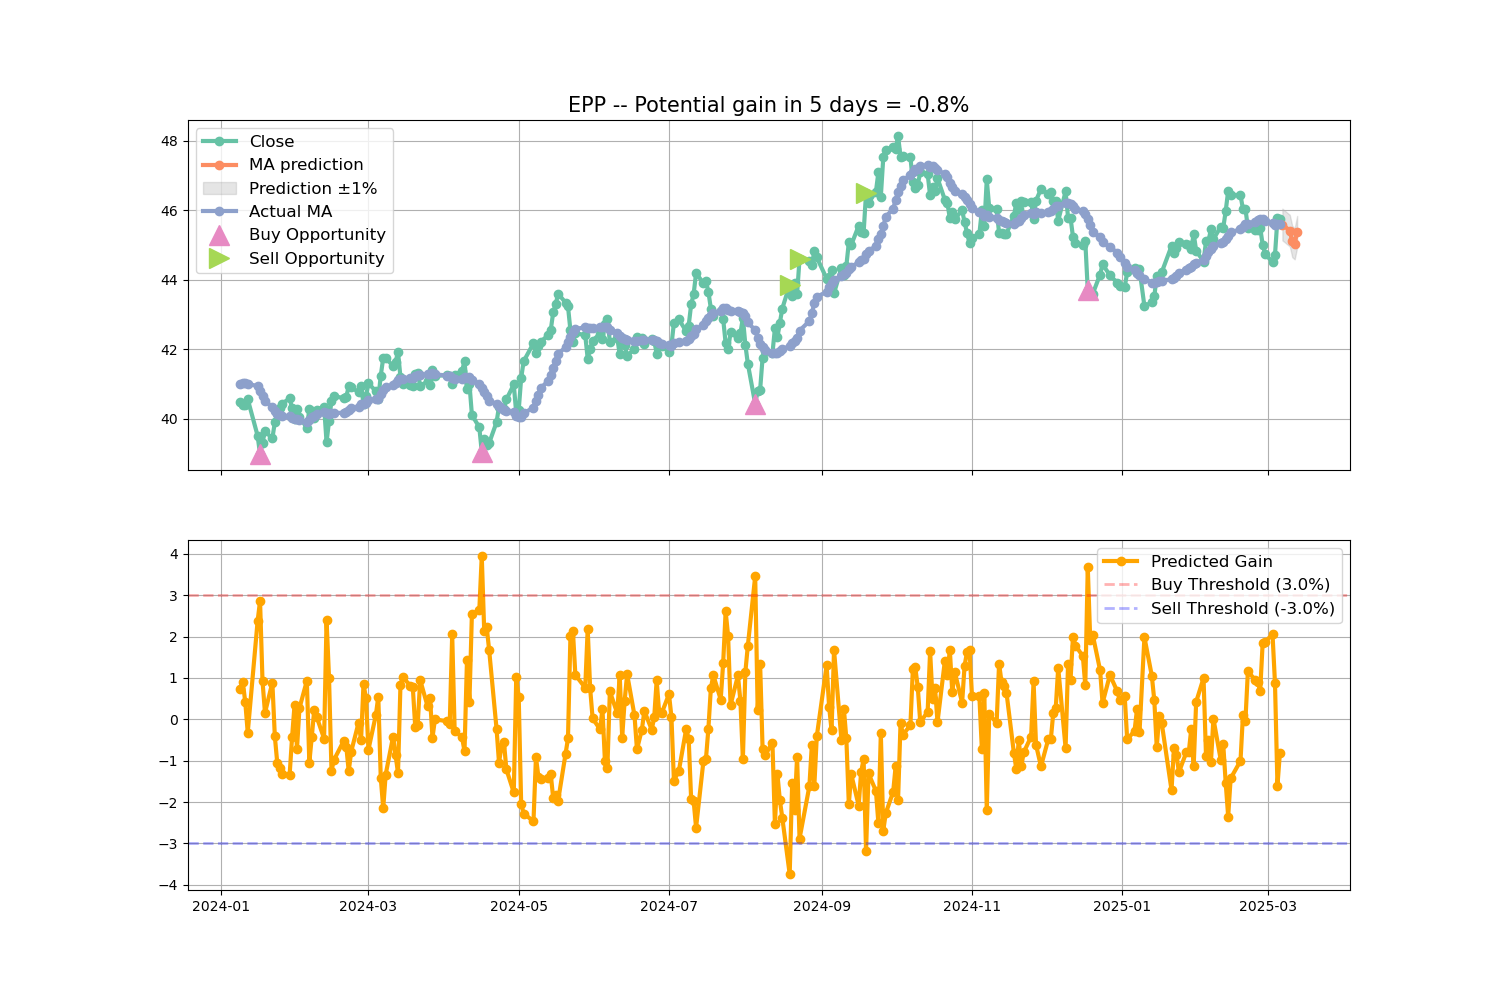 EPP -- Potential gain in 5 days = -0.8%
Close
MA prediction
Prediction ±1%
Actual MA
Buy Opportunity
Sell Opportunity
48
46
44
42
40
Predicted Gain
Buy Threshold (3.0%)
Sell Threshold (-3.0%)
4
3
2
1
0
−1
−2
−3
−4
2024-01 2024-03 2024-05 2024-07 2024-09 2024-11 2025-01 2025-03